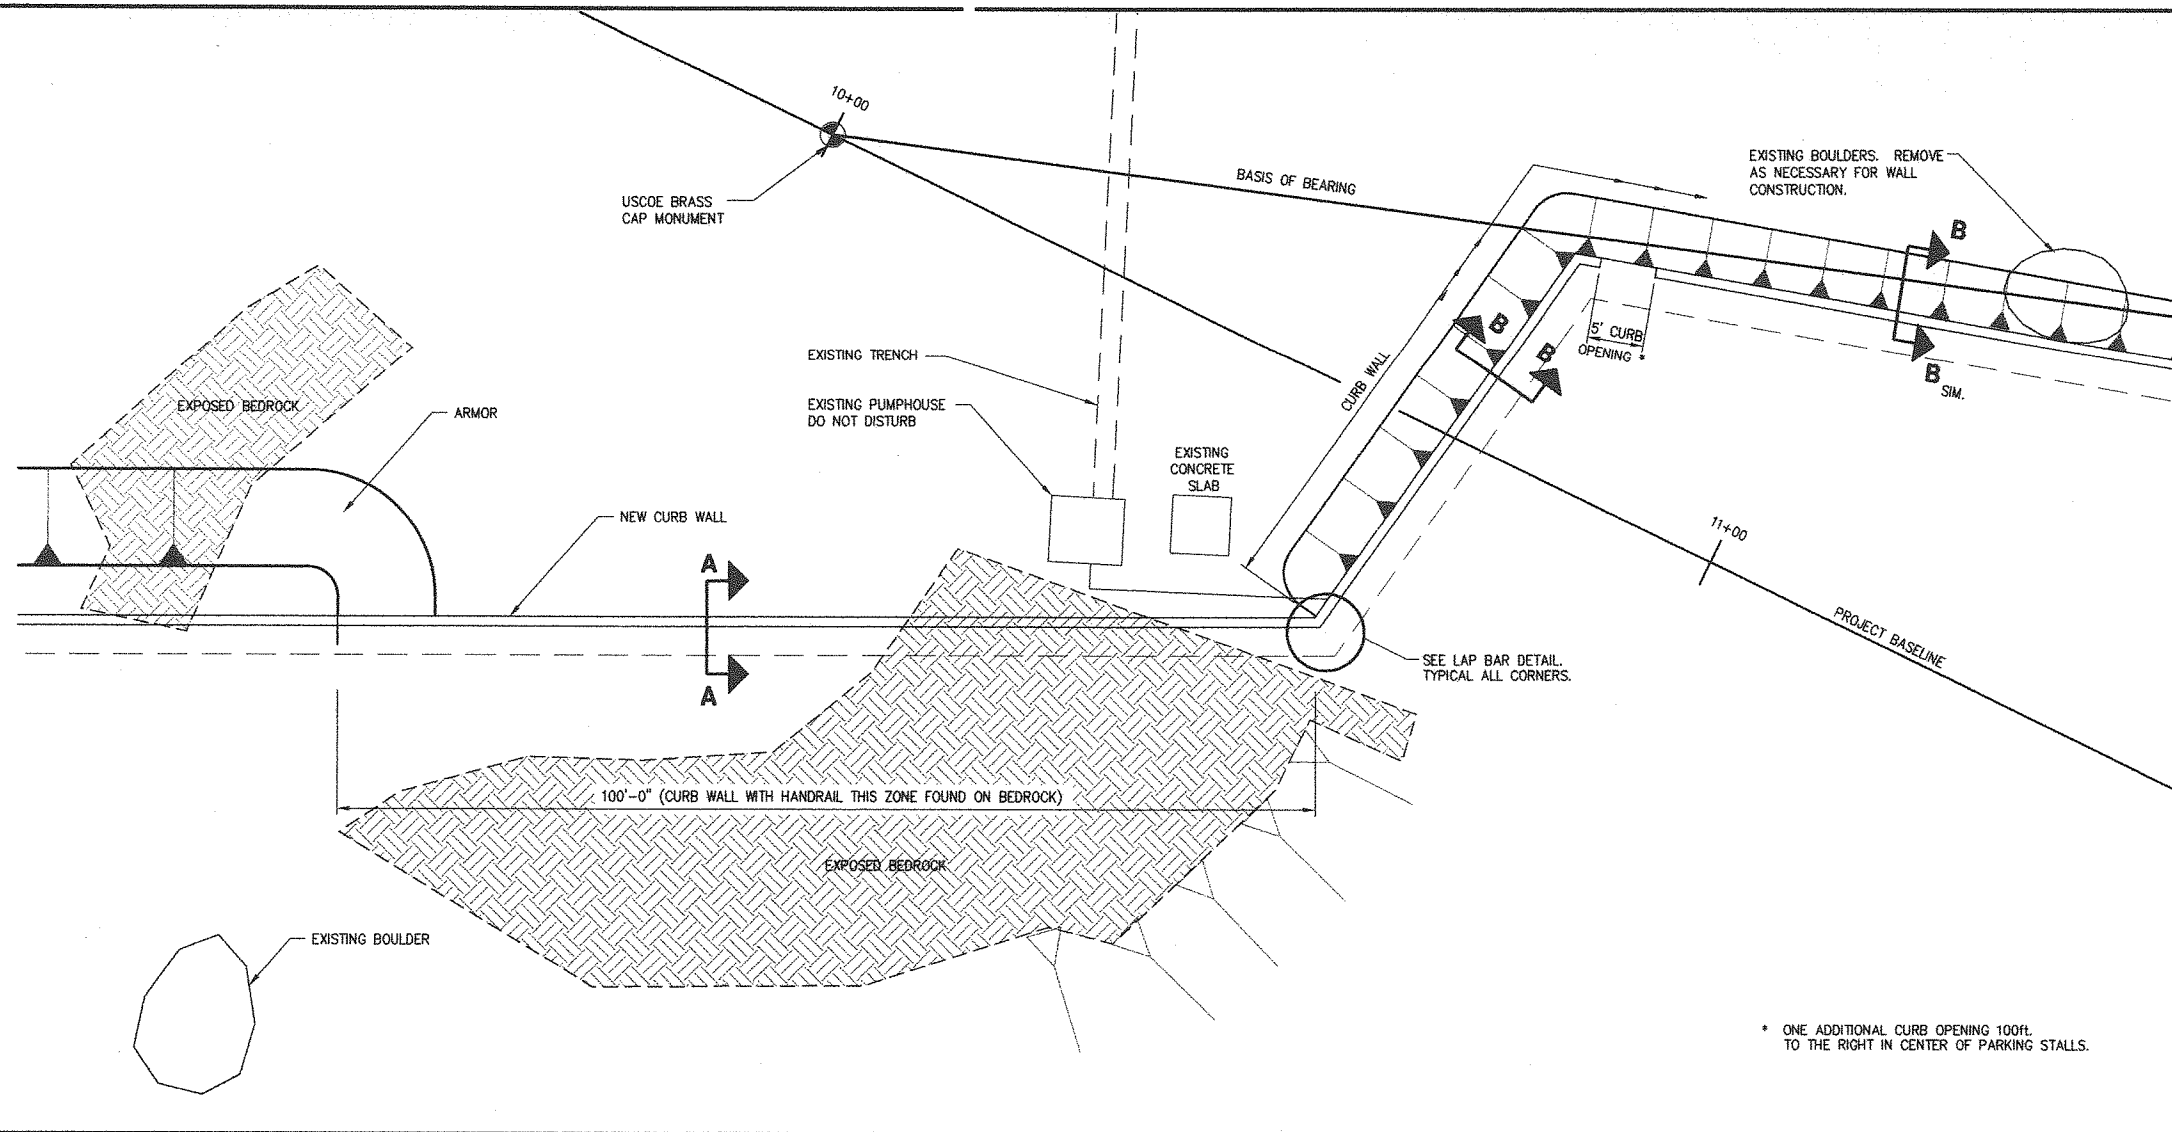 10+00
BASIS OF BEARING
USCOE BRASS
CAP MONUMENT
EXISTING BOULDERS. REMOVE
AS NECESSARY FOR WALL
CONSTRUCTION.
B
B
B
5' CURB
OPENING *
B
SIM.
CURB WALL
EXISTING TRENCH
EXISTING PUMPHOUSE
DO NOT DISTURB
EXPOSED BEDROCK
ARMOR
EXISTING
CONCRETE
SLAB
NEW CURB WALL
11+00
A
A
PROJECT BASELINE
SEE LAP BAR DETAIL.
TYPICAL ALL CORNERS.
100'-0" (CURB WALL WITH HANDRAIL THIS ZONE FOUND ON BEDROCK)
EXPOSED BEDROCK
EXISTING BOULDER
* ONE ADDITIONAL CURB OPENING 100ft.
TO THE RIGHT IN CENTER OF PARKING STALLS.